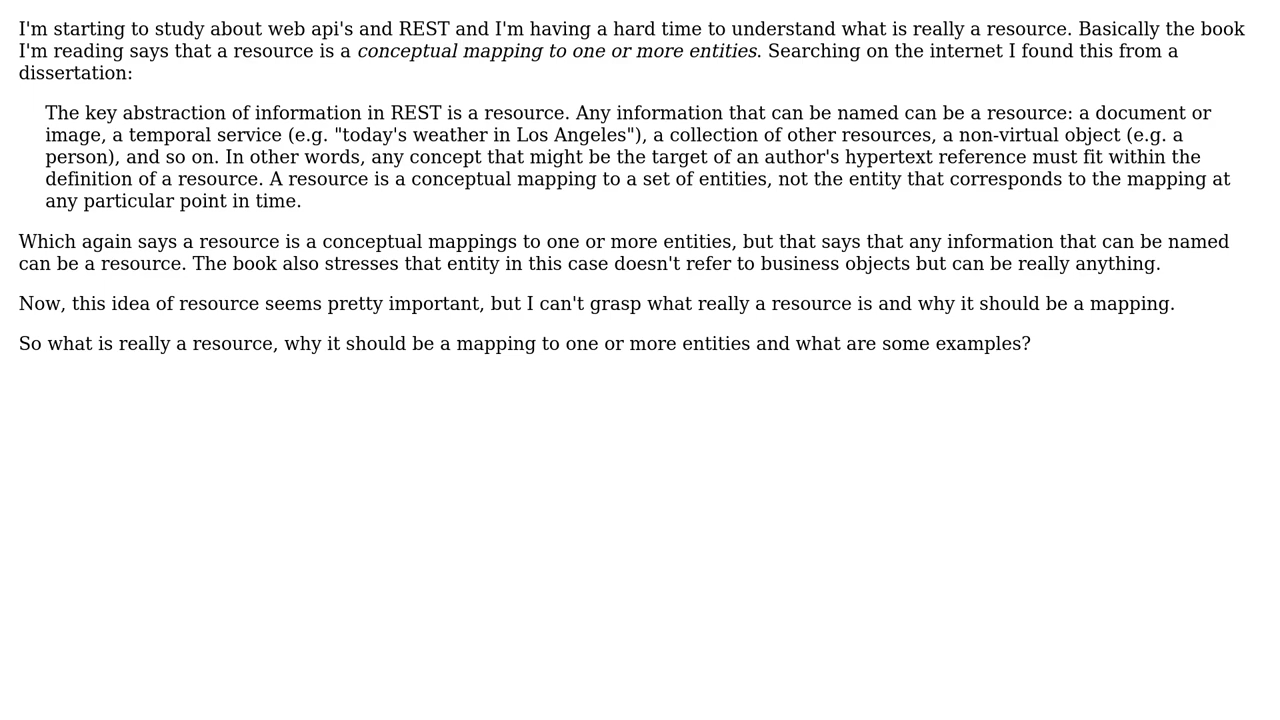 I'm starting to study about web api's and REST and I'm having a hard time to understand what is really a resource. Basically the book
I'm reading says that a resource is a conceptual mapping to one or more entities. Searching on the internet I found this from a
dissertation:
The key abstraction of information in REST is a resource. Any information that can be named can be a resource: a document or
image, a temporal service (e.g. "today's weather in Los Angeles"), a collection of other resources, a non-virtual object (e.g. a
person), and so on. In other words, any concept that might be the target of an author's hypertext reference must fit within the
definition of a resource. A resource is a conceptual mapping to a set of entities, not the entity that corresponds to the mapping at
any particular point in time.
Which again says a resource is a conceptual mappings to one or more entities, but that says that any information that can be named
can be a resource. The book also stresses that entity in this case doesn't refer to business objects but can be really anything.
Now, this idea of resource seems pretty important, but I can't grasp what really a resource is and why it should be a mapping.
So what is really a resource, why it should be a mapping to one or more entities and what are some examples?